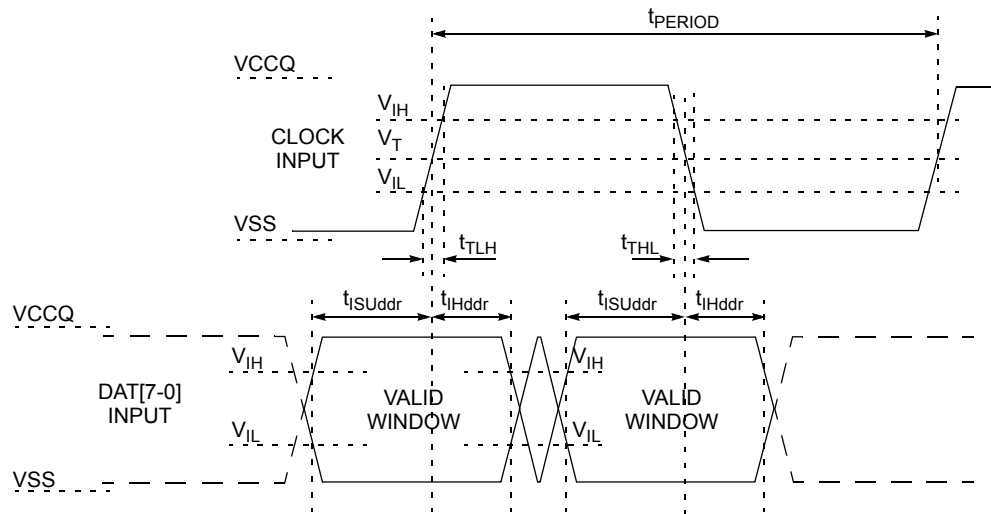 tPERIOD
VCCQ
VIH
CLOCK
INPUT
VT
VIL
VSS
tTLH
tTHL
VCCQ
tISUddr
tIHddr
tISUddr
tIHddr
VIH
VIH
DAT[7-0]
INPUT
VALID
WINDOW
VALID
WINDOW
VIL
VIL
VSS